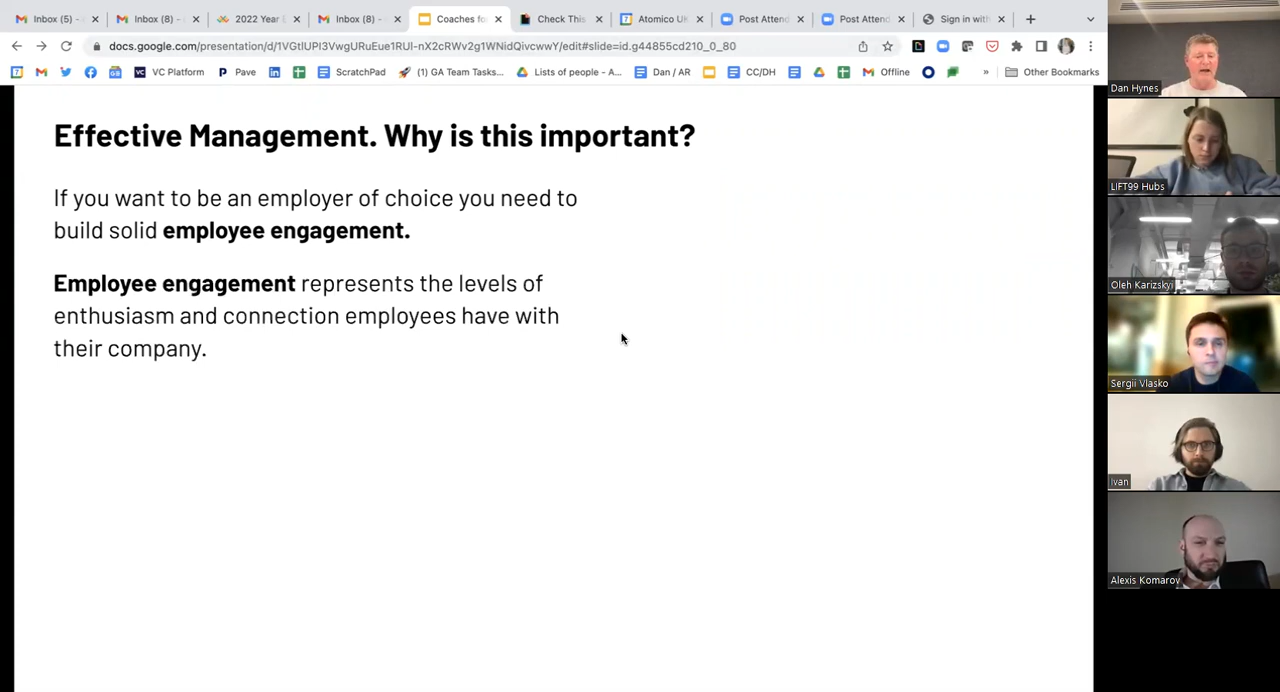 Inbox (5) -
Inbox (8) -
2022 Year
Inbox (8) -
Coaches fo
Check This
Atomico U
Post Attend
Post Attend
Sign in with
docs.google.com/presentation/d/1VGtlUPI3VwgURuEue1RUl-nX2cRWv2g1WNidQivcwwY/edit#slide=id.g44855cd210_0_80
VC Platform
Pave
ScratchPad
(1) GA Team Tasks...
Lists of people - A...
Dan / AR
CC/DH
Offline
»
Other Bookmarks
Effective Management. Why is this important?
If you want to be an employer of choice you need to
build solid employee engagement.
Employee engagement represents the levels of
enthusiasm and connection employees have with
their company.
Dan Hynes
LIFT99 Hubs
Oleh Karizskyi
Sergii Vlasko
Ivan
Alexis Komarov